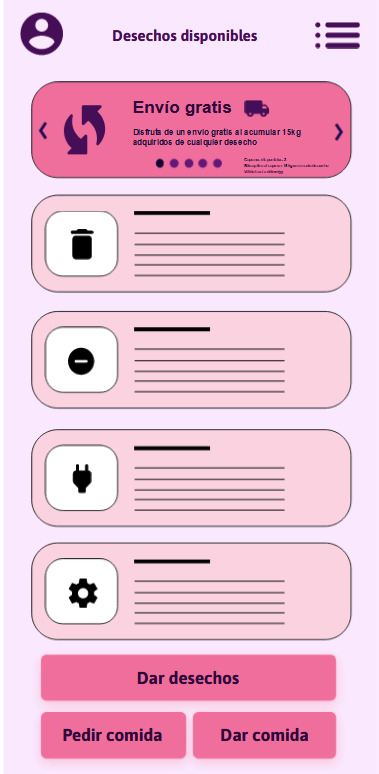 Desechos disponibles
Envío gratis
Disfruta de un envio gratis al acumular 15kg
adquiridos de cualquier desecho
Dar desechos
Pedir comida
Dar comida